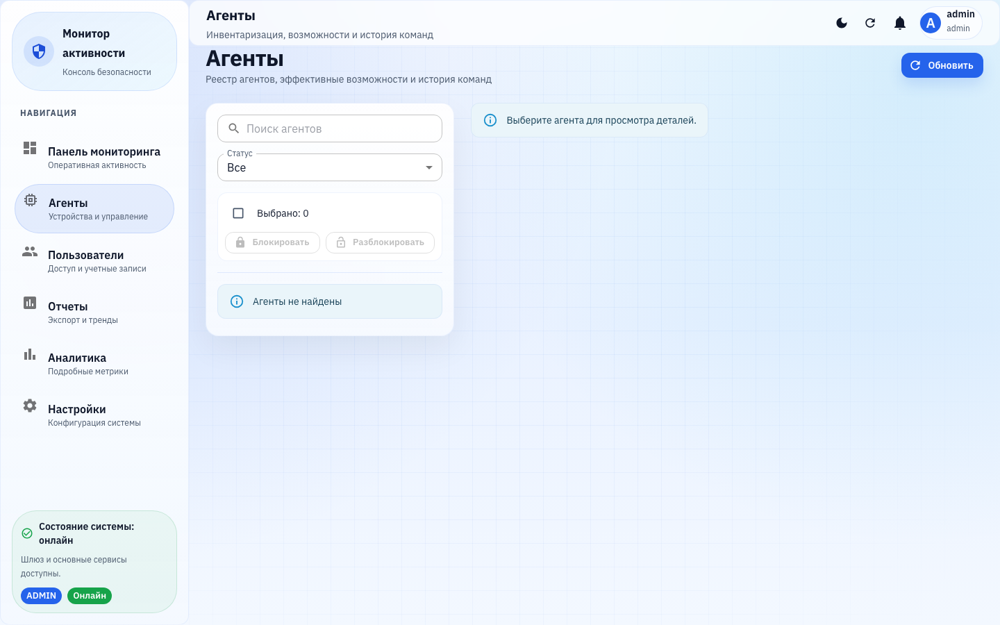 Монитор
активности
Консоль безопасности
НАВИГАЦИЯ
Панель мониторинга
Оперативная активность
Агенты
Устройства и управление
Пользователи
Доступ и учетные записи
Отчеты
Экспорт и тренды
Аналитика
Подробные метрики
Настройки
Конфигурация системы
Состояние системы:
онлайн
Шлюз и основные сервисы
доступны.
ADMIN Онлайн
Агенты
Инвентаризация, возможности и история команд
A
admin
admin
Агенты
Реестр агентов, эффективные возможности и история команд
Обновить
Поиск агентов
Статус
Все
Выбрано: 0
Блокировать Разблокировать
Агенты не найдены
Выберите агента для просмотра деталей.